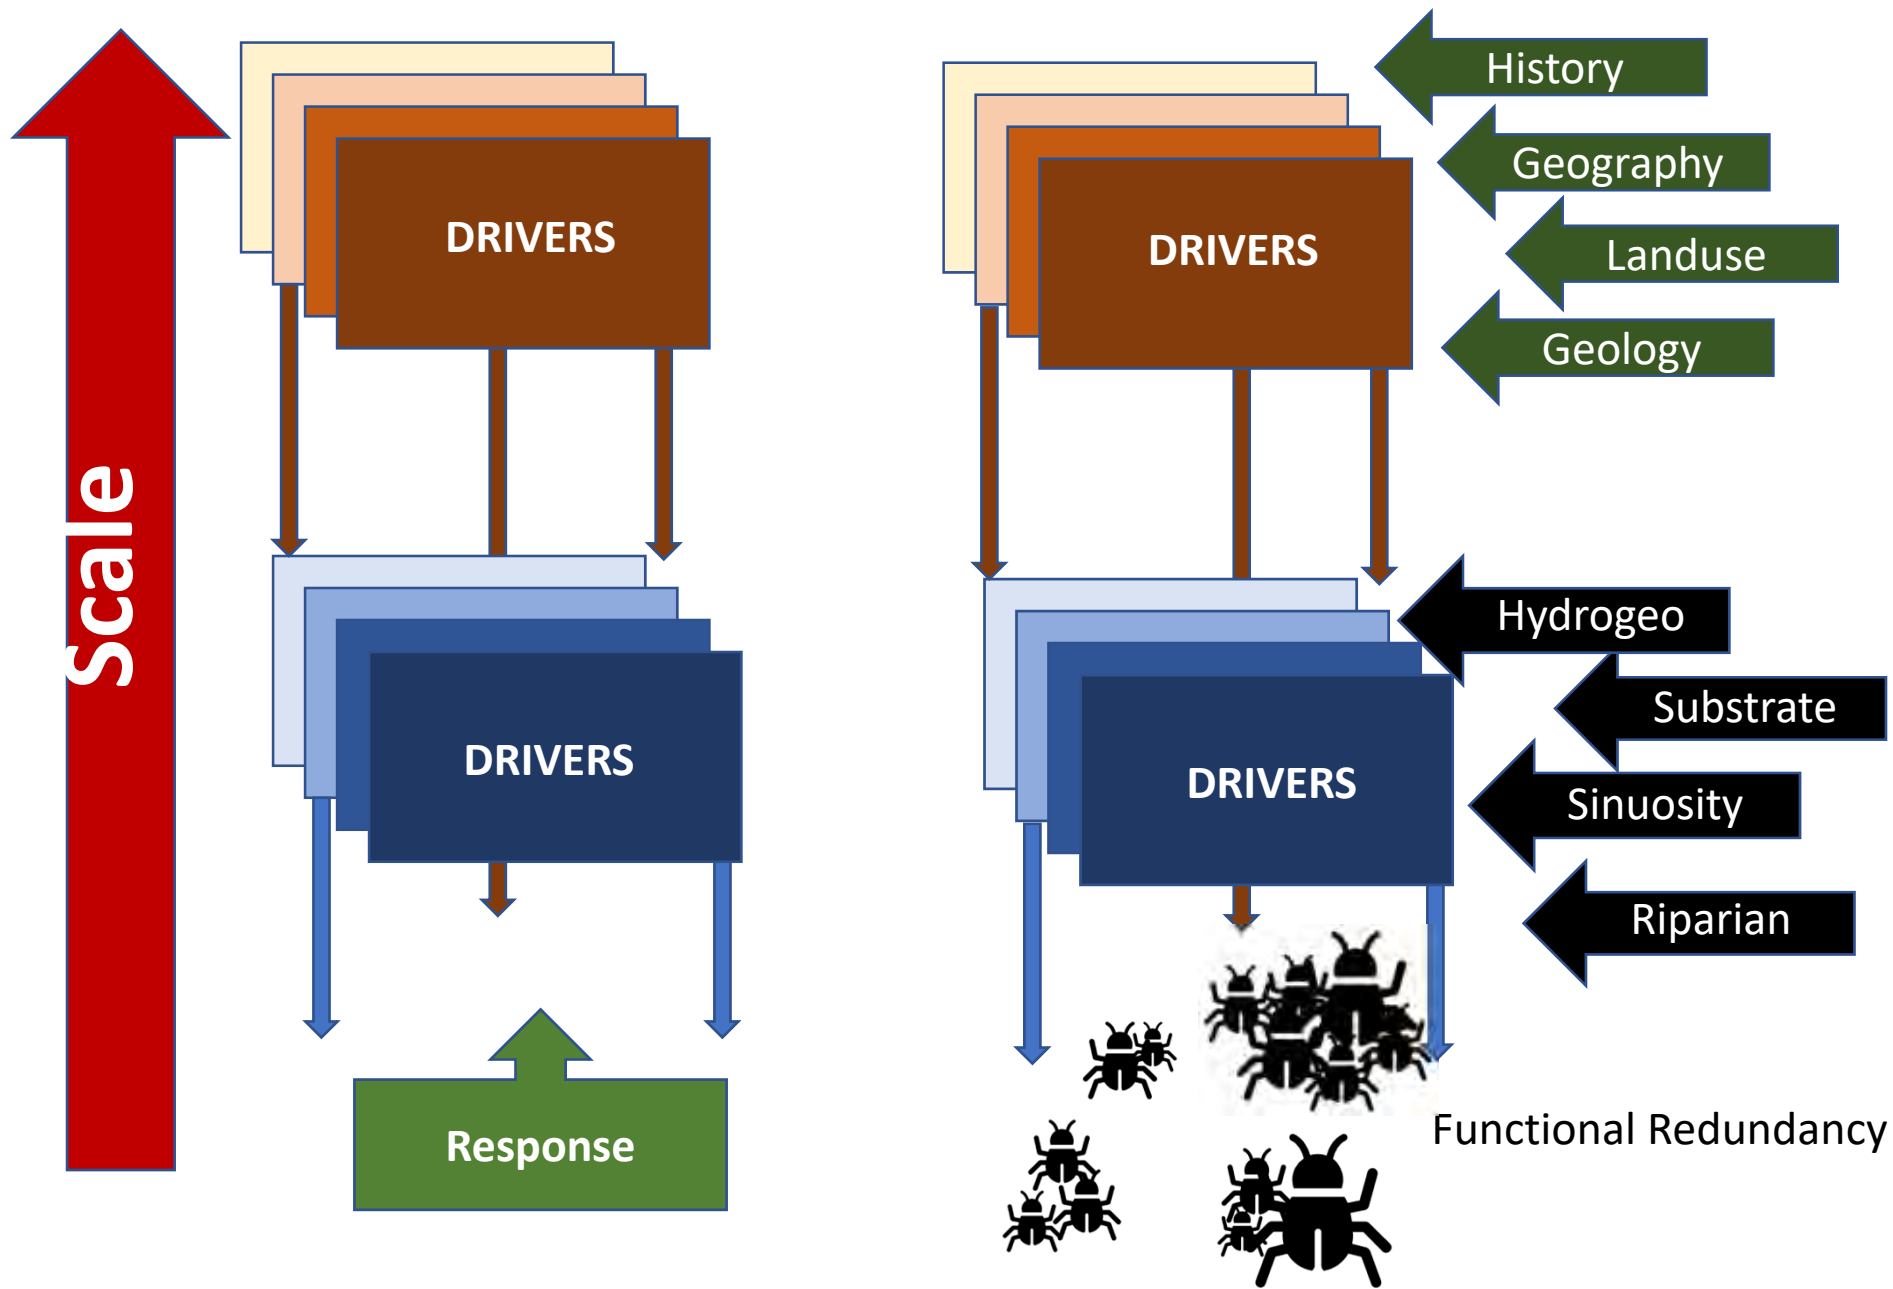 Scale
DRIVERS
DRIVERS
Response
DRIVERS
History
Geography
Landuse
Geology
DRIVERS
Hydrogeo
Substrate
Sinuosity
Riparian
Functional Redundancy